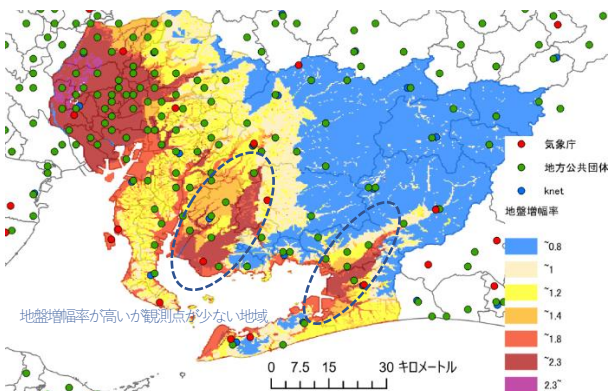 気象庁
地方公共団体
knet
地盤増幅率
~0.8
~1
~1.2
~1.4
~1.8
~2.3
2.3~
地盤増幅率が高いが観測点が少ない地域
0 7.5 15 30 キロメートル